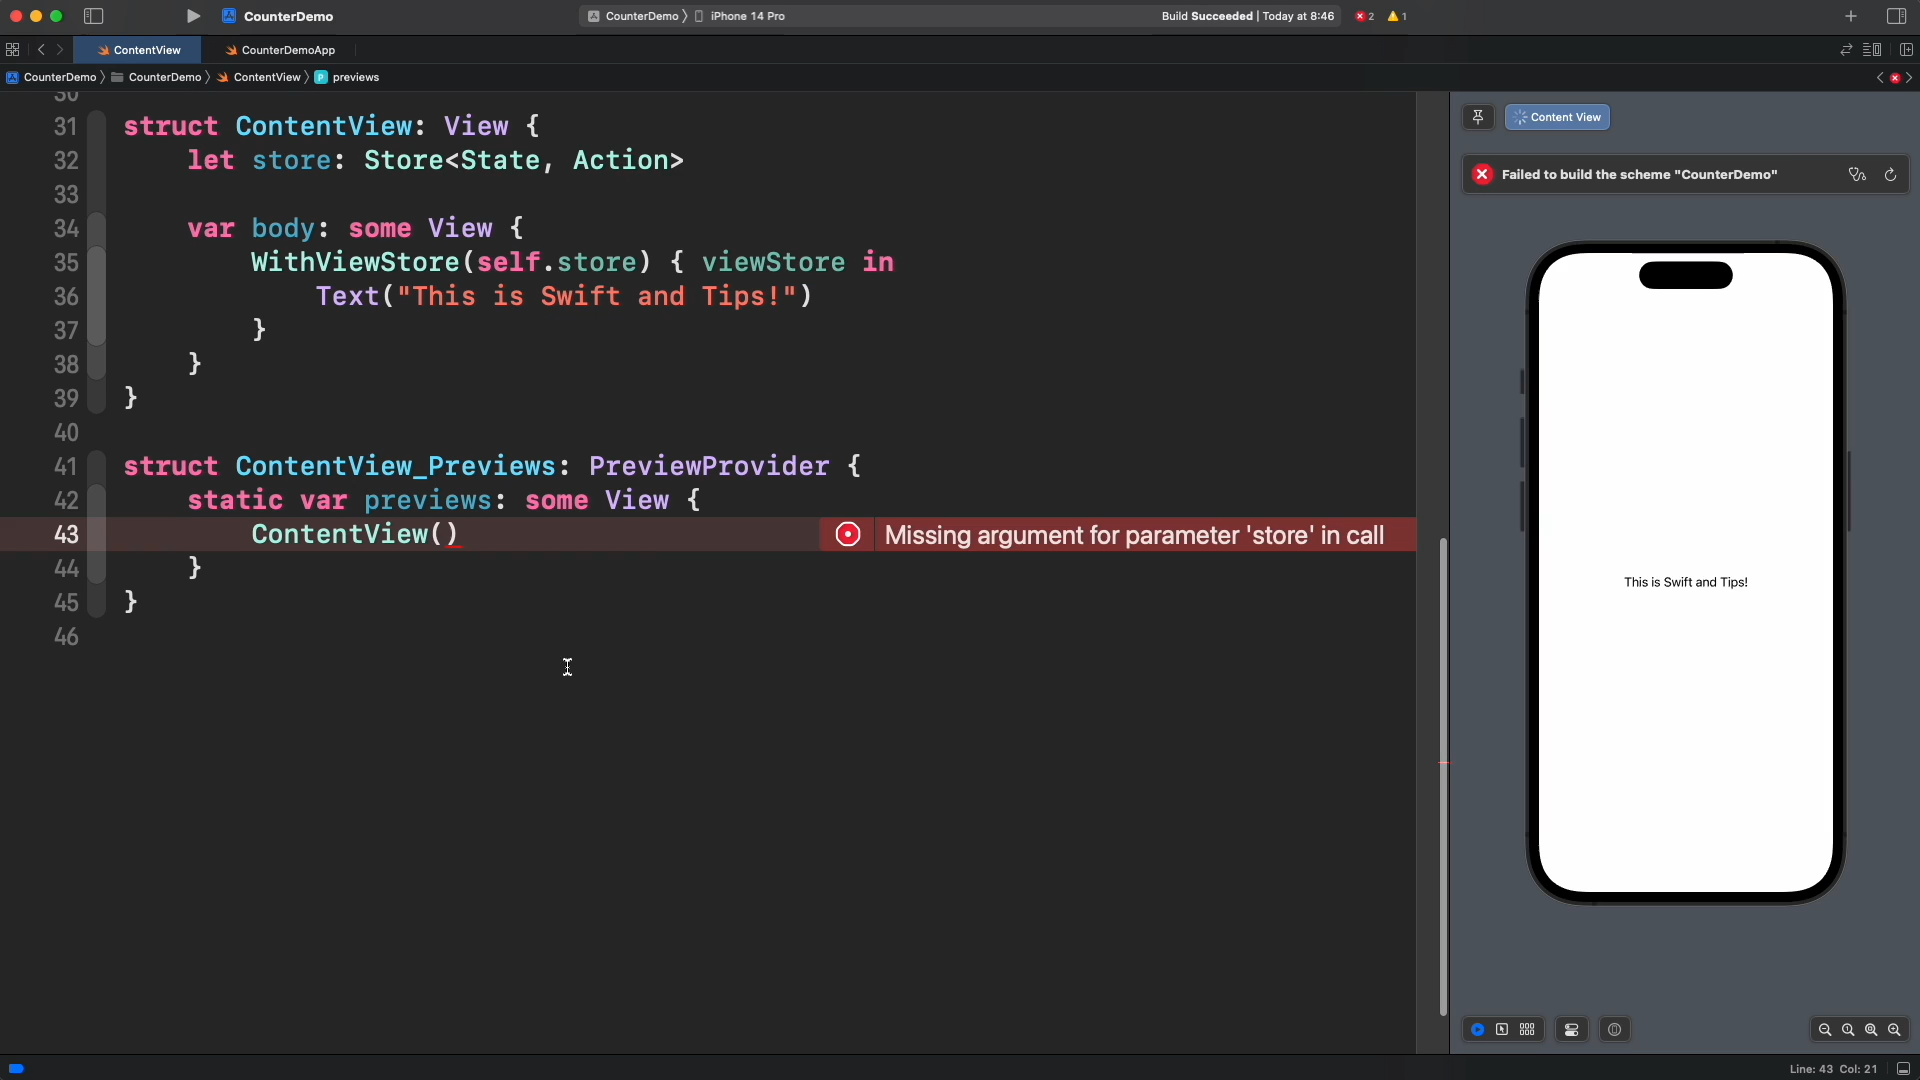 CounterDemo
CounterDemo
iPhone 14 Pro
Build Succeeded | Today at 8:46
2
1
ContentView
CounterDemoApp
CounterDemo
CounterDemo
ContentView
P
previews
30
31 struct ContentView: View {
32 let store: Store<State, Action>
33
34 var body: some View {
35 WithViewStore(self.store) { viewStore in
36 Text("This is Swift and Tips!")
37 }
38 }
39 }
40
41 struct ContentView_Previews: PreviewProvider {
42 static var previews: some View {
43 ContentView()
Missing argument for parameter 'store' in call
44 }
45 }
46
Content View
Failed to build the scheme "CounterDemo"
This is Swift and Tips!
Line: 43 Col: 21